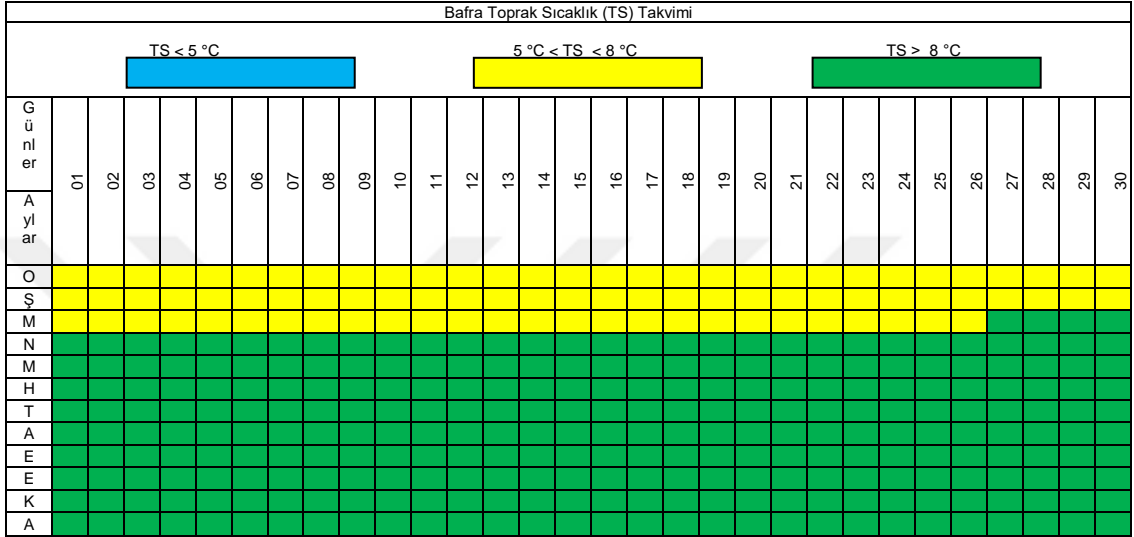 Bafra Toprak Sıcaklık (TS) Takvimi
TS < 5 °C 5 °C < TS < 8 °C TS > 8 °C
G
ü
nl
er
A
yl
ar
01 02 03 04 05 06 07 08 09 10 11 12 13 14 15 16 17 18 19 20 21 22 23 24 25 26 27 28 29 30
O
Ş
M
N
M
H
T
A
E
E
K
A